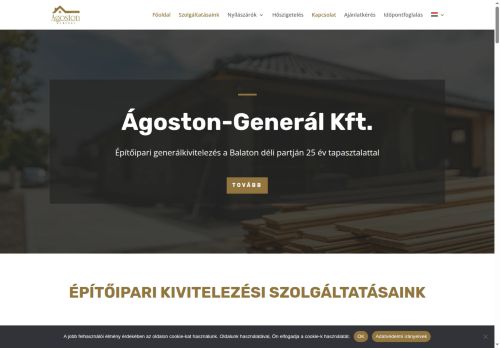 Ágoston
Főoldal Szolgáltatásaink Nyílászárók Hőszigetelés Kapcsolat Ajánlatkérés Időpontfoglalás
Ágoston-Generál Kft.
Építőipari generálkivitelezés a Balaton déli partján 25 év tapasztalattal
TOVÁBB
ÉPÍTŐIPARI KIVITELEZÉSI SZOLGÁLTATÁSAINK
A jobb felhasználói élmény érdekében az oldalon cookie-kat használunk. Oldalunk használatával, Ön elfogadja a cookie-k használatát. OK Adatvédelmi irányelvek